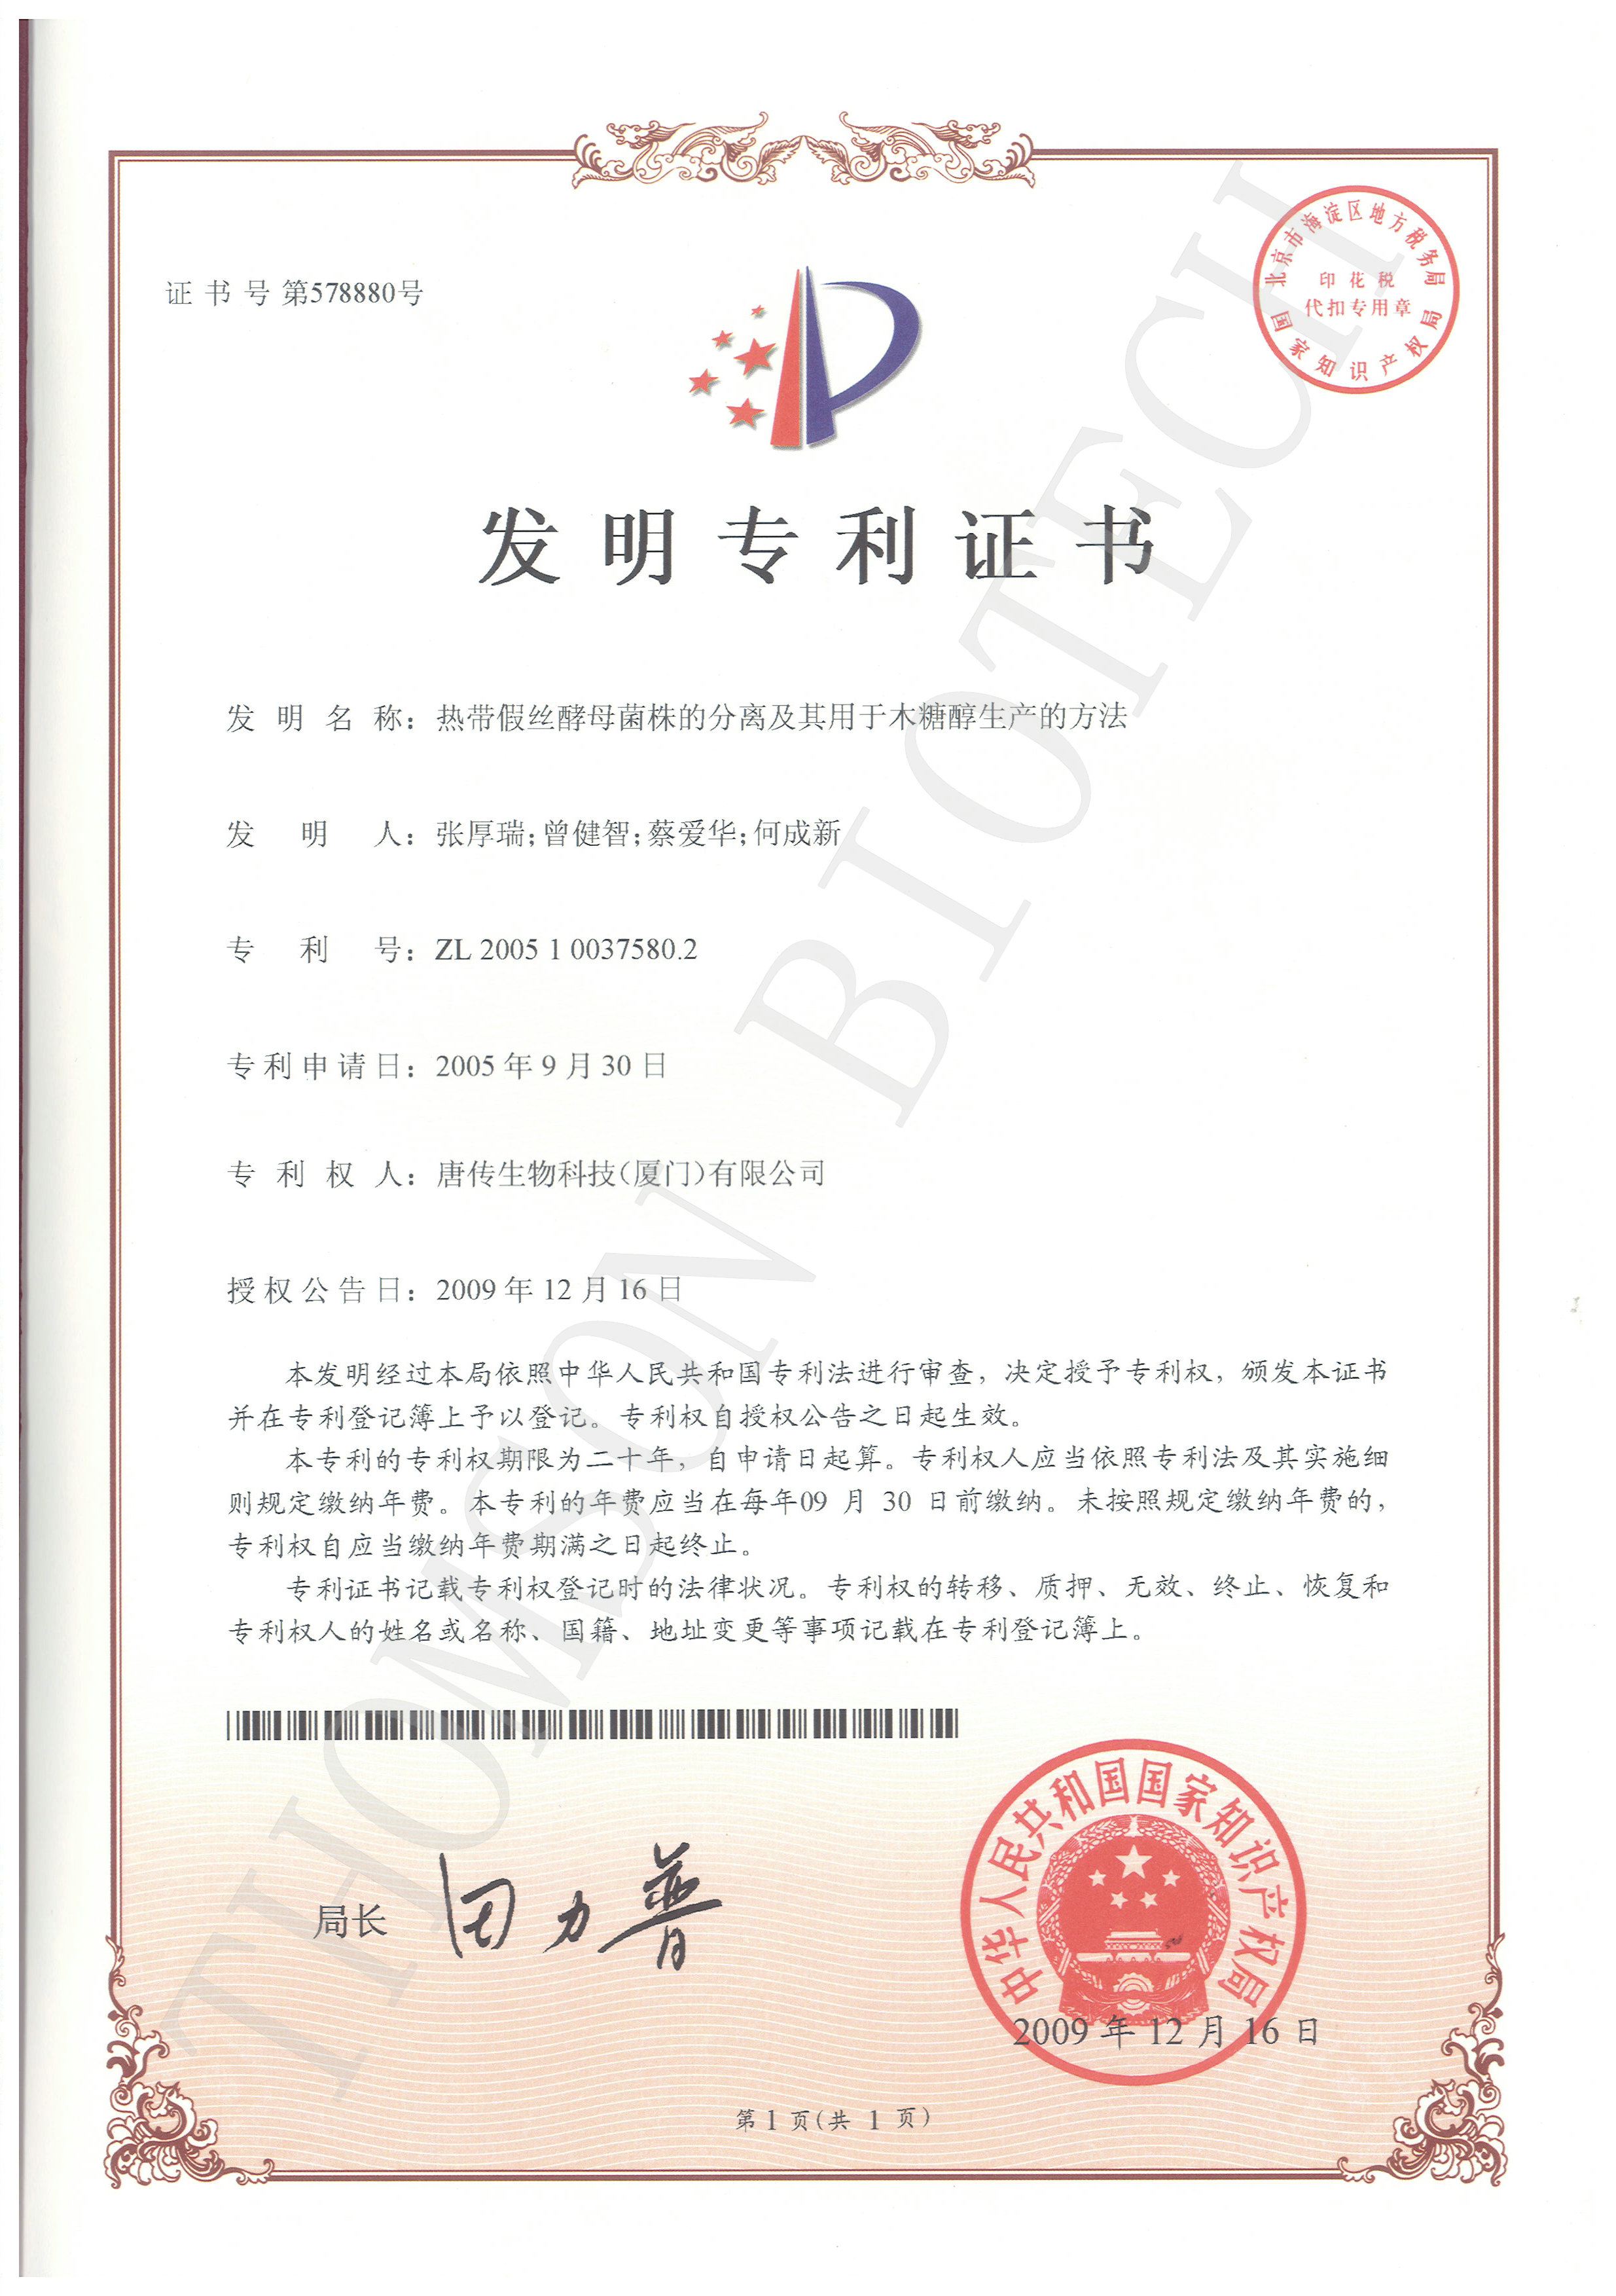 证书号第578880号
北京市海淀区地方税务局
印花税
代扣专用章
国家知识产权局
发明专利证书
发明名称：热带假丝酵母菌株的分离及其用于木糖醇生产的方法
发明人：张厚瑞;曾健智;蔡爱华;何成新
专利号：ZL 2005 1 0037580.2
专利申请日：2005年9月30日
专利权人：唐传生物科技(厦门)有限公司
授权公告日：2009年12月16日
本发明经过本局依照中华人民共和国专利法进行审查，决定授予专利权，颁发本证书
并在专利登记簿上予以登记。专利权自授权公告之日起生效。
本专利的专利权期限为二十年，自申请日起算。专利权人应当依照专利法及其实施细
则规定缴纳年费。本专利的年费应当在每年09 月 30 日前缴纳。未按照规定缴纳年费的，
专利权自应当缴纳年费期满之日起终止。
专利证书记载专利权登记时的法律状况。专利权的转移、质押、无效、终止、恢复和
专利权人的姓名或名称、国籍、地址变更等事项记载在专利登记簿上。
局长 田力普
中华人民共和国国家知识产权局
2009年12月16日
第1页(共 1 页)
THOMSON BIOTECH